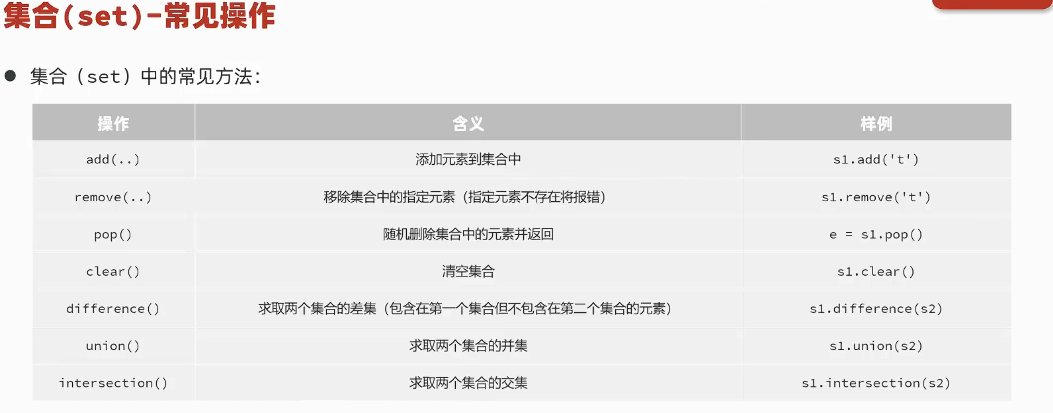 集合(set)-常见操作
● 集合（set）中的常见方法：
操作 含义 样例
add(..) 添加元素到集合中 s1.add('t')
remove(..) 移除集合中的指定元素（指定元素不存在将报错） s1.remove('t')
pop() 随机删除集合中的元素并返回 e = s1.pop()
clear() 清空集合 s1.clear()
difference() 求取两个集合的差集（包含在第一个集合但不包含在第二个集合的元素） s1.difference(s2)
union() 求取两个集合的并集 s1.union(s2)
intersection() 求取两个集合的交集 s1.intersection(s2)